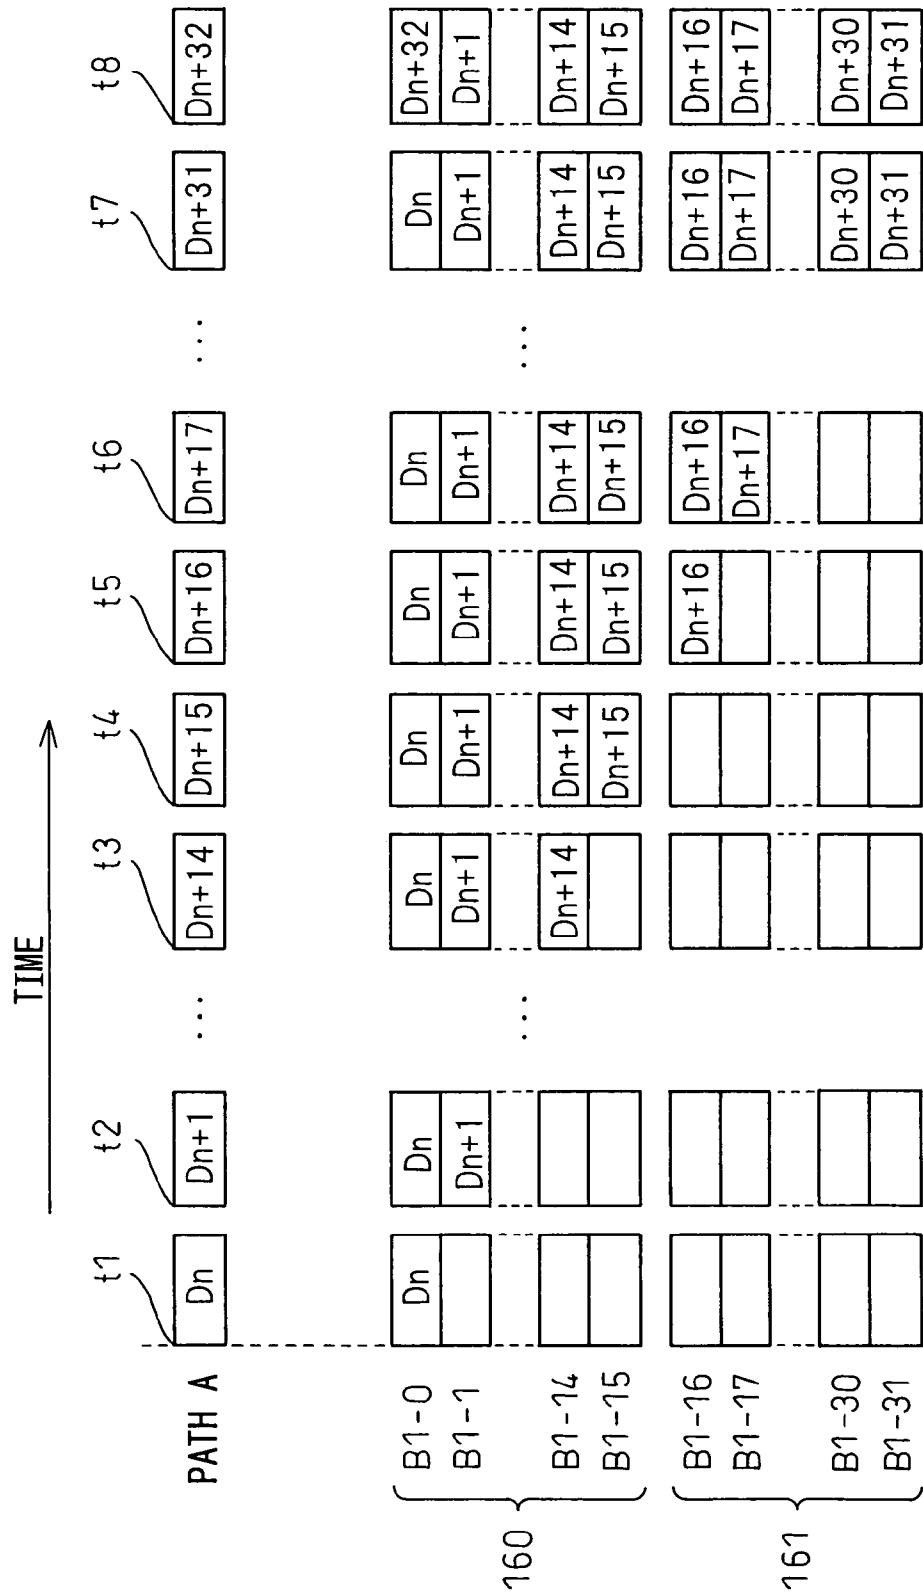 TIME
t1 t2 t3 t4 t5 t6 t7 t8
PATH A Dn Dn+1 ... Dn+14 Dn+15 Dn+16 Dn+17 ... Dn+31 Dn+32
B1-0 Dn Dn Dn Dn Dn Dn Dn Dn+32
B1-1 Dn+1 Dn+1 Dn+1 Dn+1 Dn+1 Dn+1 Dn+1
160 ... ...
B1-14 Dn+14 Dn+14 Dn+14 Dn+14 Dn+14 Dn+14
B1-15 Dn+15 Dn+15 Dn+15 Dn+15 Dn+15
B1-16 Dn+16 Dn+16 Dn+16 Dn+16
B1-17 Dn+17 Dn+17 Dn+17
161
B1-30 Dn+30 Dn+30
B1-31 Dn+31 Dn+31